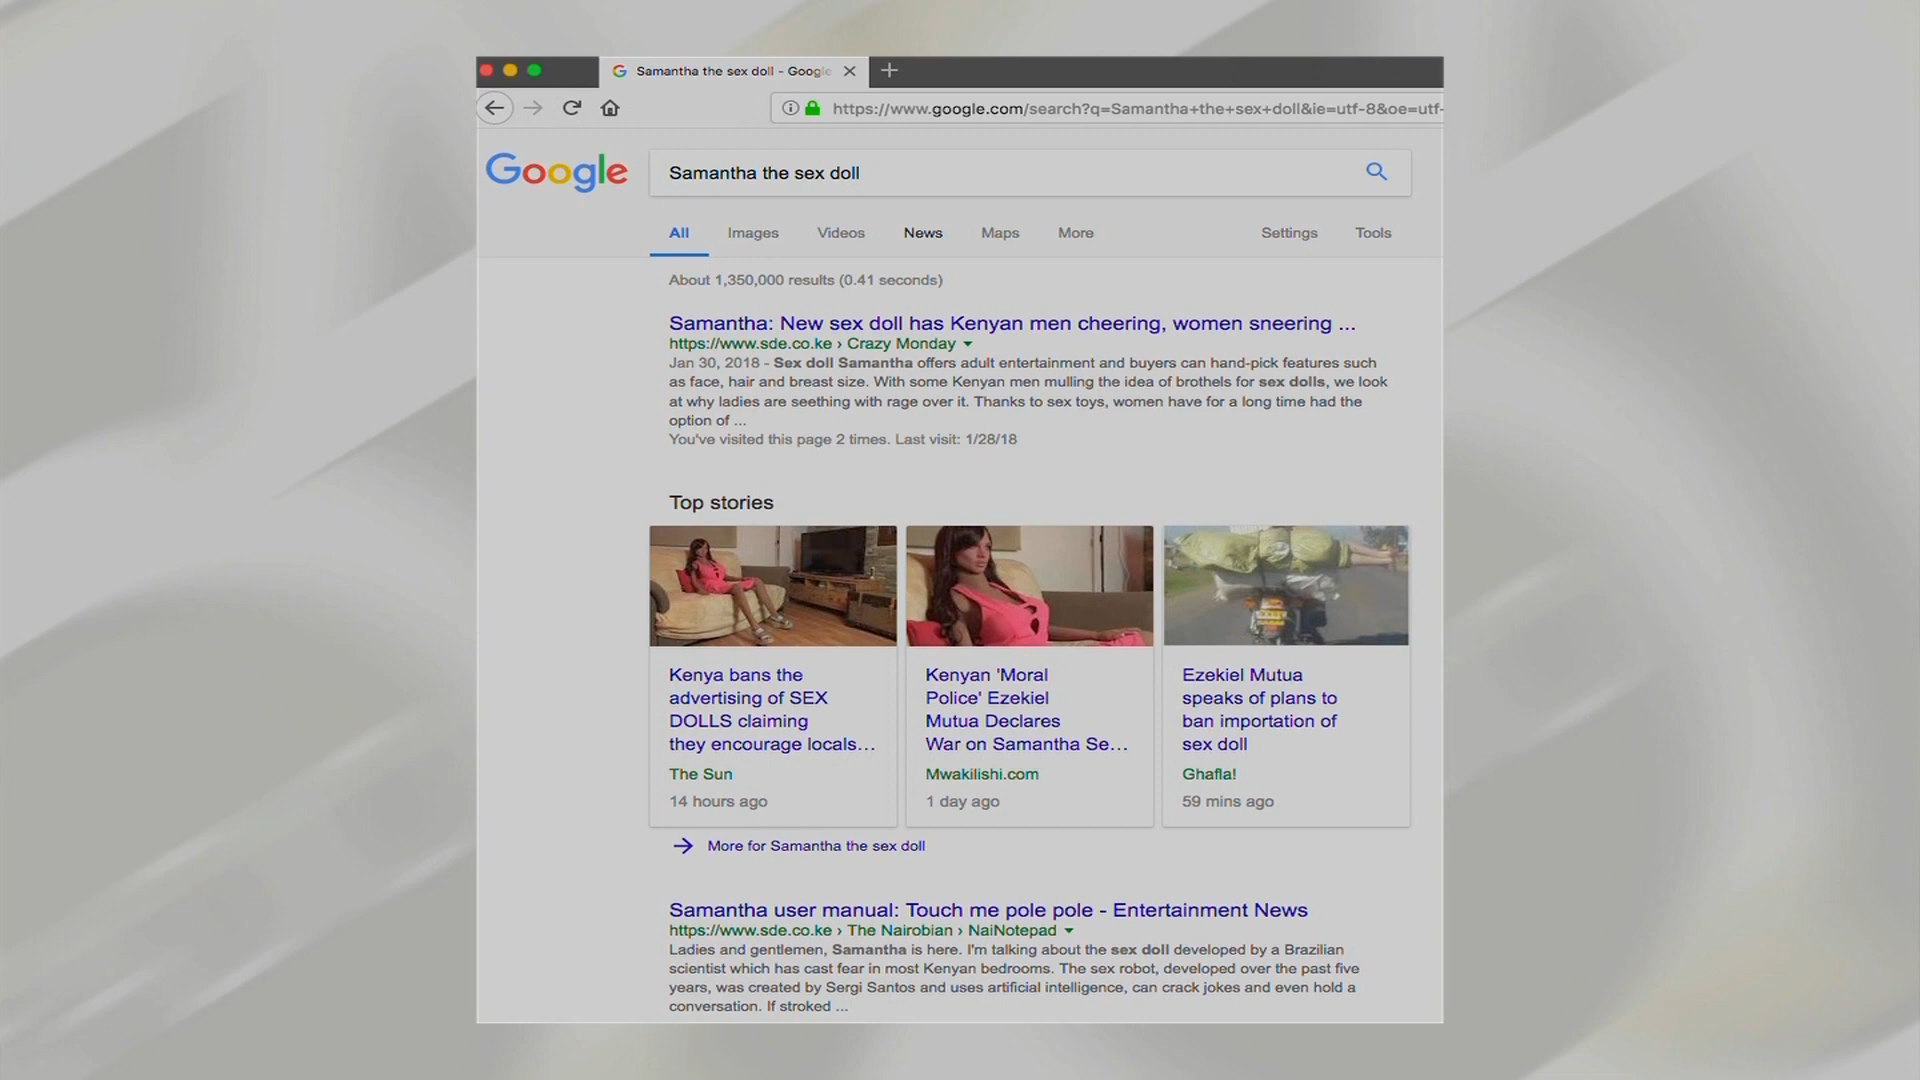 Samantha the sex doll - Google
https://www.google.com/search?q=Samantha+the+sex+doll&ie=utf-8&oe=utf-
Google
Samantha the sex doll
All Images Videos News Maps More Settings Tools
About 1,350,000 results (0.41 seconds)
Samantha: New sex doll has Kenyan men cheering, women sneering ...
https://www.sde.co.ke › Crazy Monday
Jan 30, 2018 - Sex doll Samantha offers adult entertainment and buyers can hand-pick features such
as face, hair and breast size. With some Kenyan men mulling the idea of brothels for sex dolls, we look
at why ladies are seething with rage over it. Thanks to sex toys, women have for a long time had the
option of ...
You've visited this page 2 times. Last visit: 1/28/18
Top stories
Kenya bans the
advertising of SEX
DOLLS claiming
they encourage locals...
The Sun
14 hours ago
Kenyan 'Moral
Police' Ezekiel
Mutua Declares
War on Samantha Se...
Mwakilishi.com
1 day ago
Ezekiel Mutua
speaks of plans to
ban importation of
sex doll
Ghafla!
59 mins ago
More for Samantha the sex doll
Samantha user manual: Touch me pole pole - Entertainment News
https://www.sde.co.ke › The Nairobian › NaiNotepad
Ladies and gentlemen, Samantha is here. I'm talking about the sex doll developed by a Brazilian
scientist which has cast fear in most Kenyan bedrooms. The sex robot, developed over the past five
years, was created by Sergi Santos and uses artificial intelligence, can crack jokes and even hold a
conversation. If stroked ...